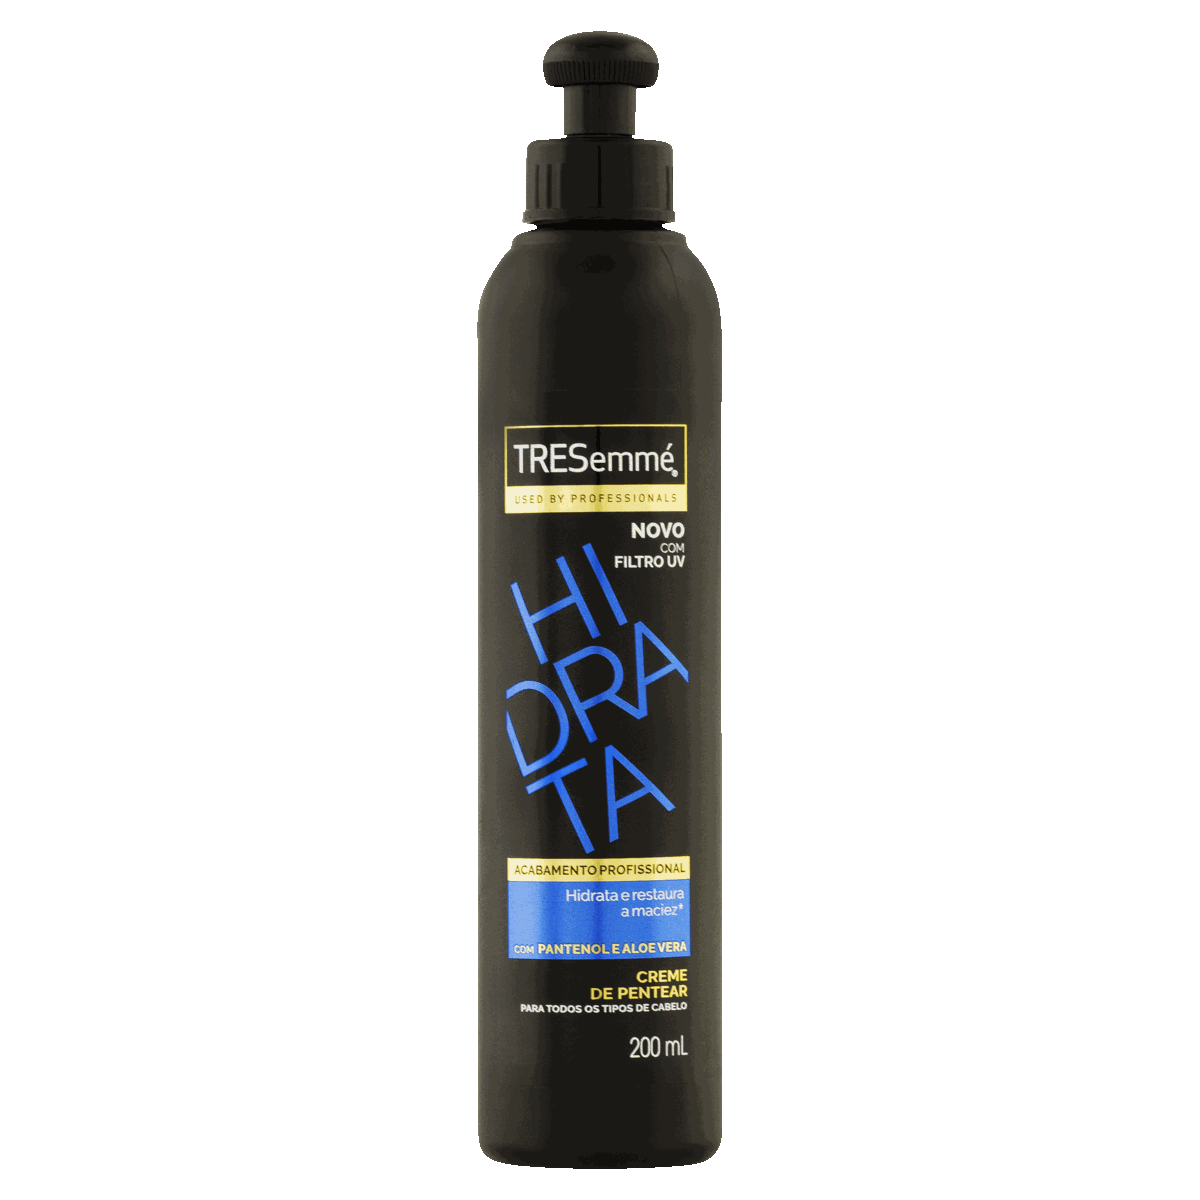 TRESemmé
USED BY PROFESSIONALS
NOVO
COM
FILTRO UV
HI
DRA
TA
ACABAMENTO PROFISSIONAL
Hidrata e restaura
a maciez*
COM PANTENOL E ALOE VERA
CREME
DE PENTEAR
PARA TODOS OS TIPOS DE CABELO
200 mL